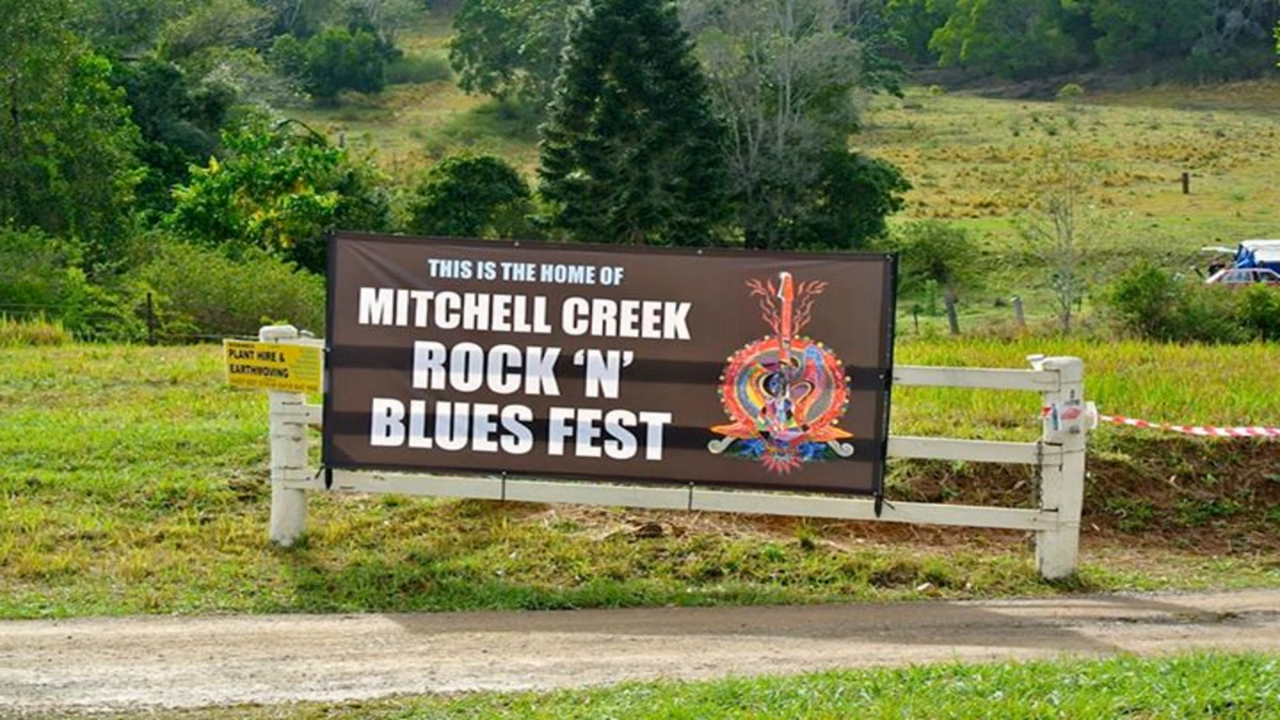 THIS IS THE HOME OF
MITCHELL CREEK
ROCK ‘N’
BLUES FEST
PLANT HIRE &
EARTHMOVING